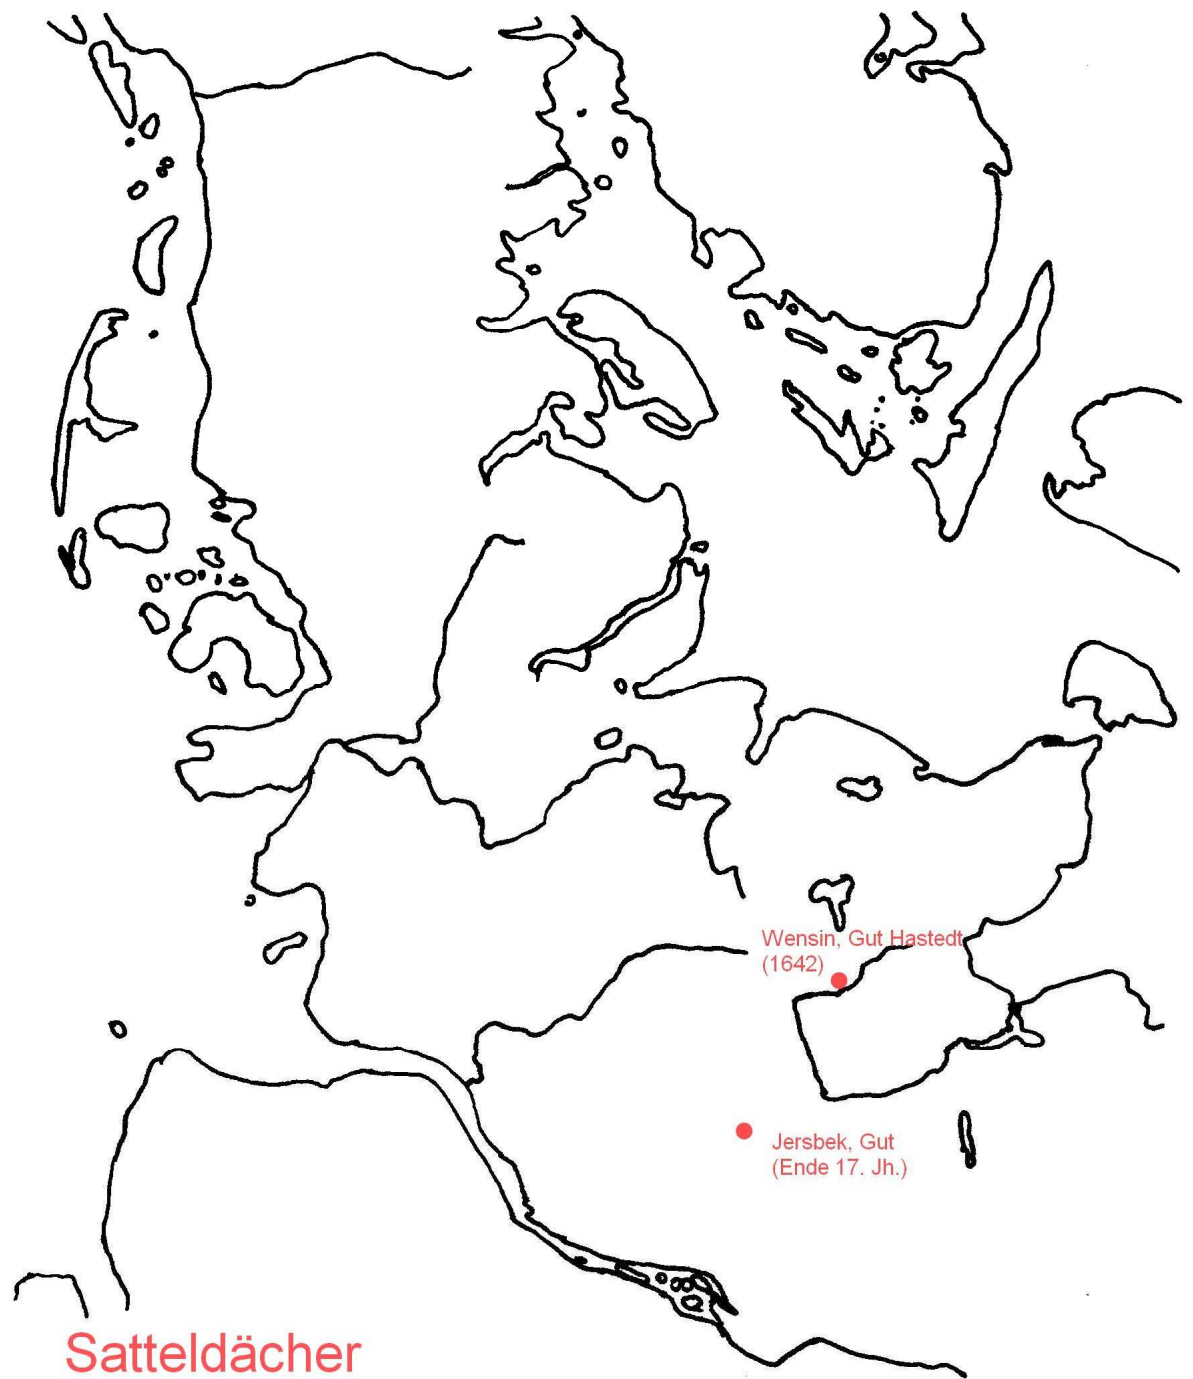 Wensin, Gut Hastedt
(1642)
Jersbek, Gut
(Ende 17. Jh.)
Satteldächer